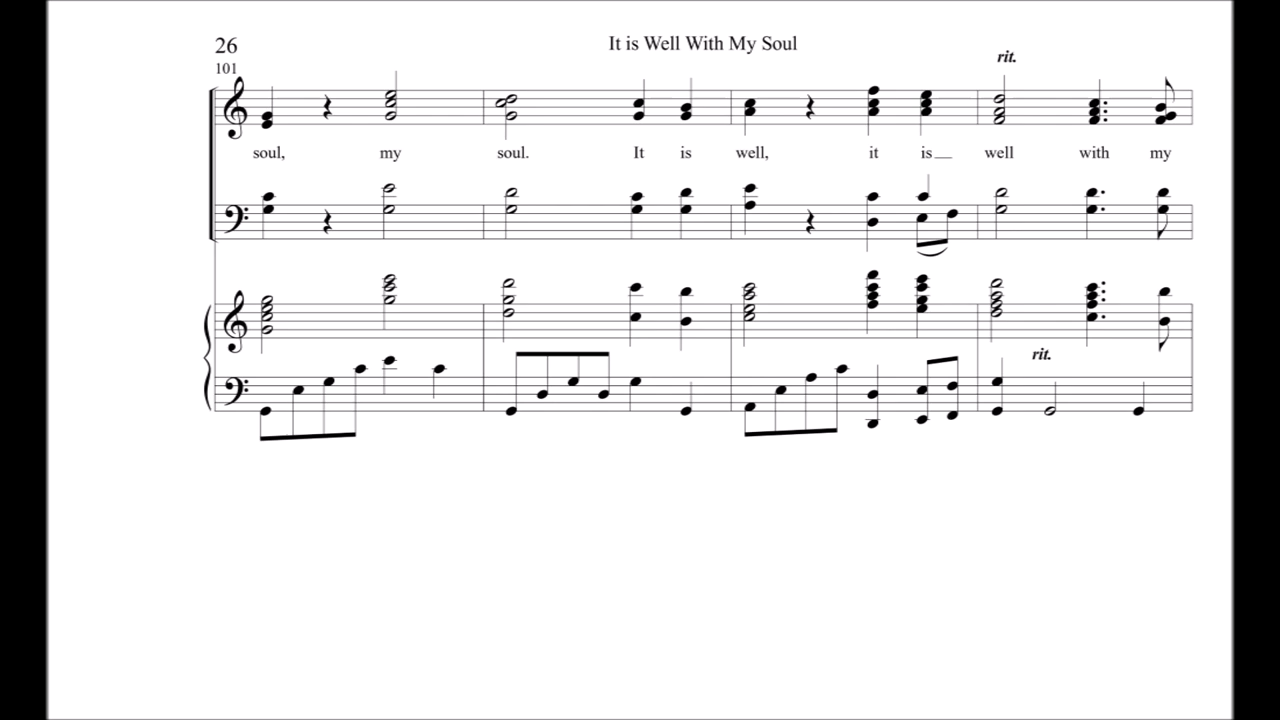 26
It is Well With My Soul
101
rit.
soul, my soul. It is well, it is well with my
rit.